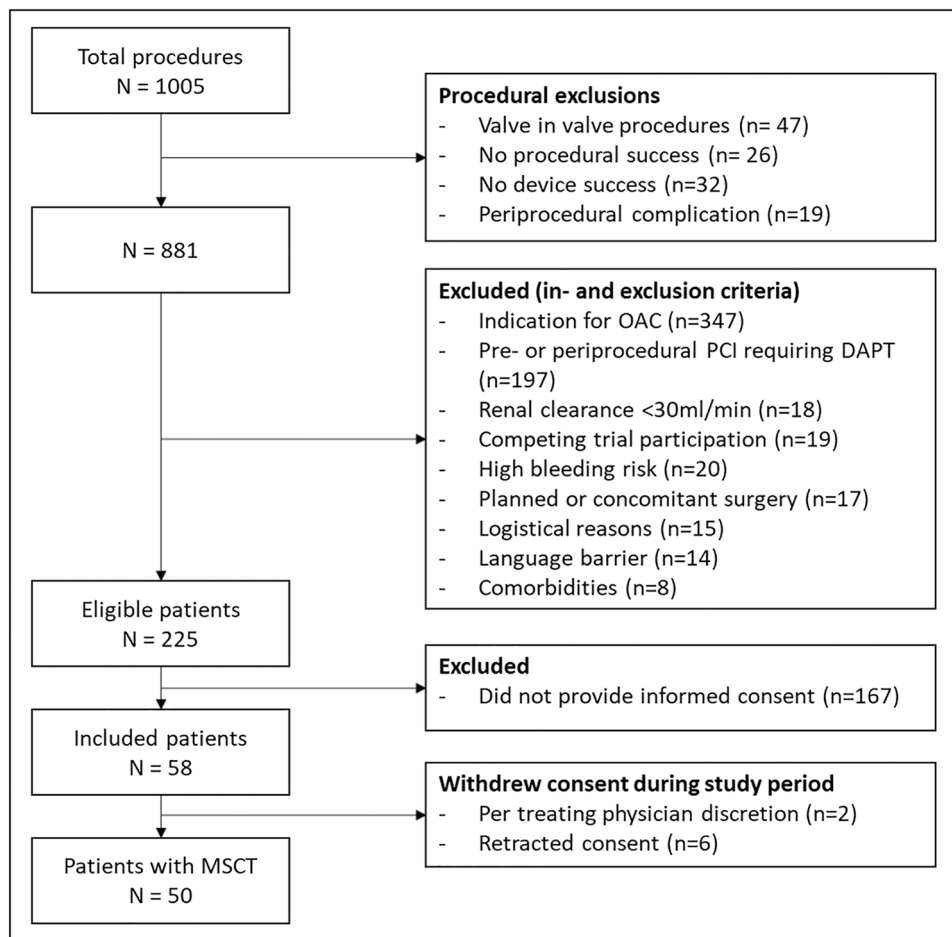 Total procedures
N = 1005
Procedural exclusions
- Valve in valve procedures (n= 47)
- No procedural success (n= 26)
- No device success (n=32)
- Periprocedural complication (n=19)
N = 881
Excluded (in- and exclusion criteria)
- Indication for OAC (n=347)
- Pre- or periprocedural PCI requiring DAPT
(n=197)
- Renal clearance <30ml/min (n=18)
- Competing trial participation (n=19)
- High bleeding risk (n=20)
- Planned or concomitant surgery (n=17)
- Logistical reasons (n=15)
- Language barrier (n=14)
- Comorbidities (n=8)
Eligible patients
N = 225
Excluded
- Did not provide informed consent (n=167)
Included patients
N = 58
Withdrew consent during study period
- Per treating physician discretion (n=2)
- Retracted consent (n=6)
Patients with MSCT
N = 50